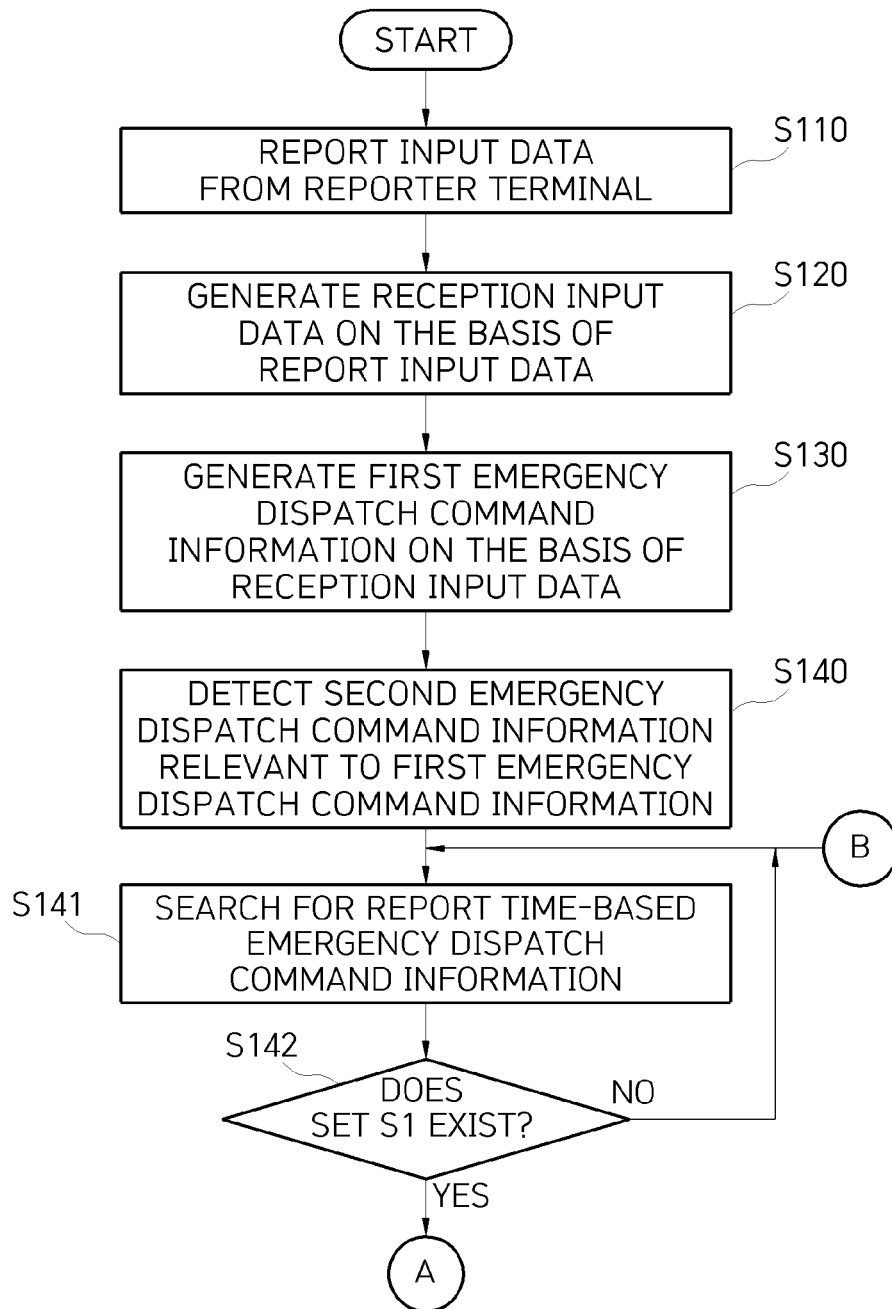 START
S110
REPORT INPUT DATA
FROM REPORTER TERMINAL
S120
GENERATE RECEPTION INPUT
DATA ON THE BASIS OF
REPORT INPUT DATA
S130
GENERATE FIRST EMERGENCY
DISPATCH COMMAND
INFORMATION ON THE BASIS OF
RECEPTION INPUT DATA
S140
DETECT SECOND EMERGENCY
DISPATCH COMMAND INFORMATION
RELEVANT TO FIRST EMERGENCY
DISPATCH COMMAND INFORMATION
B
S141
SEARCH FOR REPORT TIME-BASED
EMERGENCY DISPATCH
COMMAND INFORMATION
S142
DOES
SET S1 EXIST?
NO
YES
A